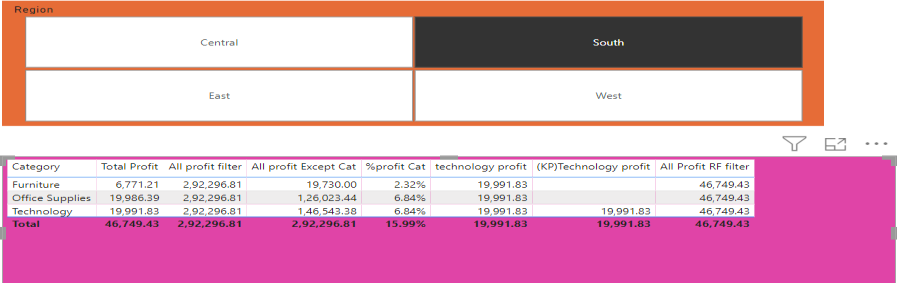 Region
Central South
East West
Category Total Profit All profit filter All profit Except Cat %profit Cat technology profit (KP)Technology profit All Profit RF filter
Furniture 6,771.21 2,92,296.81 19,730.00 2.32% 19,991.83 46,749.43
Office Supplies 19,986.39 2,92,296.81 1,26,023.44 6.84% 19,991.83 46,749.43
Technology 19,991.83 2,92,296.81 1,46,543.38 6.84% 19,991.83 19,991.83 46,749.43
Total 46,749.43 2,92,296.81 2,92,296.81 15.99% 19,991.83 19,991.83 46,749.43